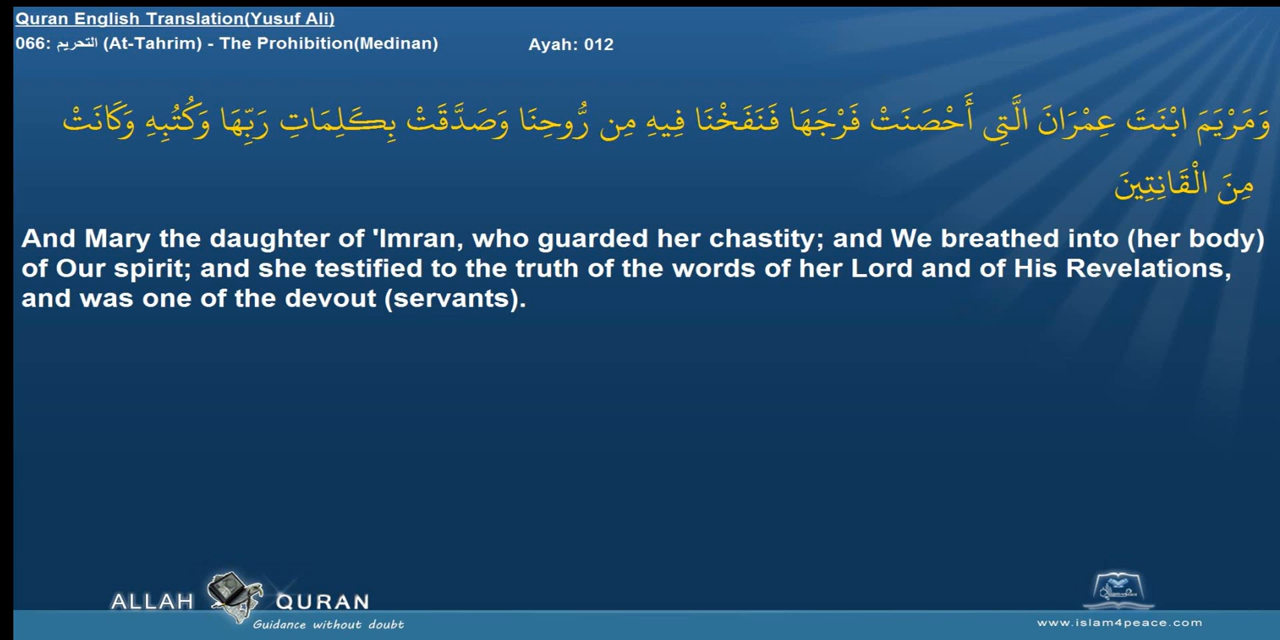 Quran English Translation(Yusuf Ali)
066: التحريم (At-Tahrim) - The Prohibition(Medinan) Ayah: 012
وَمَرْيَمَ ابْنَتَ عِمْرَانَ الَّتِي أَحْصَنَتْ فَرْجَهَا فَنَفَخْنَا فِيهِ مِن رُّوحِنَا وَصَدَّقَتْ بِكَلِمَاتِ رَبِّهَا وَكُتُبِهِ وَكَانَتْ
مِنَ الْقَانِتِينَ
And Mary the daughter of 'Imran, who guarded her chastity; and We breathed into (her body)
of Our spirit; and she testified to the truth of the words of her Lord and of His Revelations,
and was one of the devout (servants).
ALLAH QURAN
Guidance without doubt
www.islam4peace.com